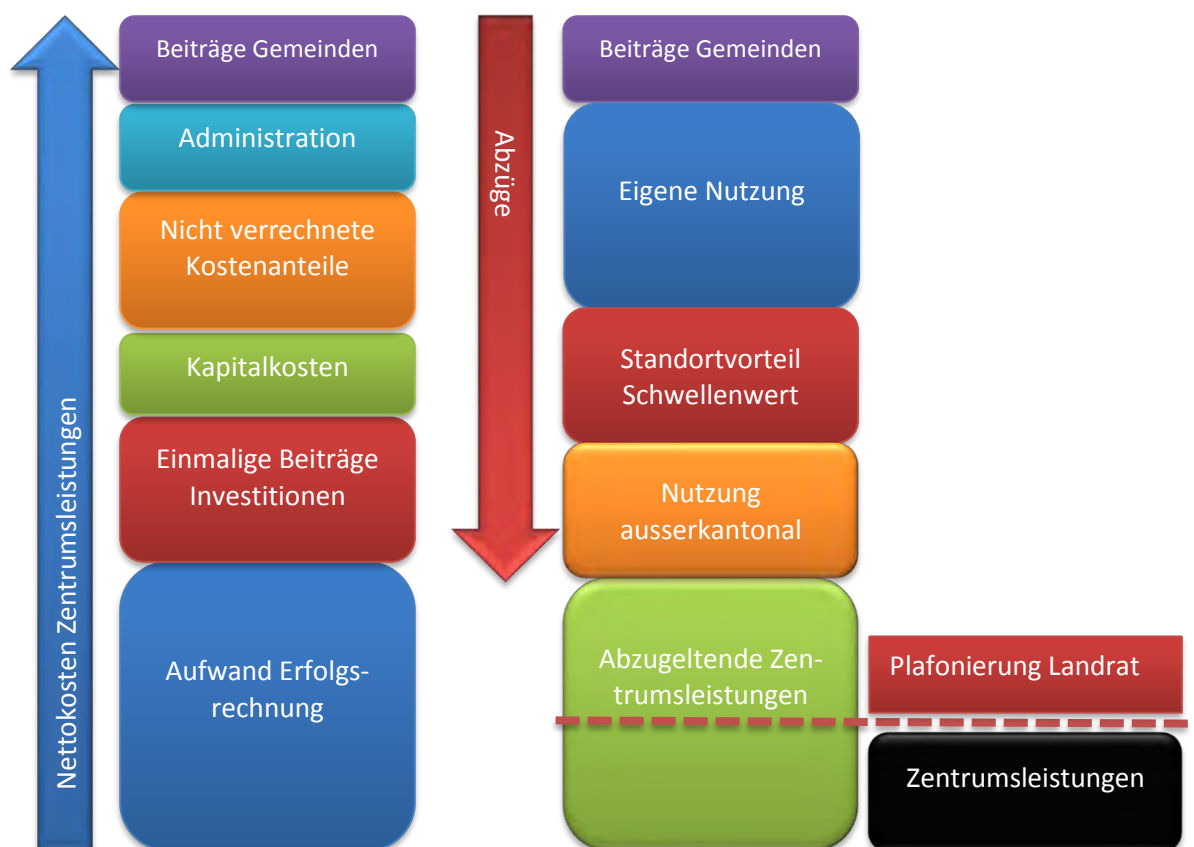 Nettokosten Zentrumsleistungen
Beiträge Gemeinden
Administration
Nicht verrechnete
Kostenanteile
Kapitalkosten
Einmalige Beiträge
Investitionen
Aufwand Erfolgs-
rechnung
Abzüge
Beiträge Gemeinden
Eigene Nutzung
Standortvorteil
Schwellenwert
Nutzung
ausserkantonal
Abzugeltende Zen-
trumsleistungen
Plafonierung Landrat
Zentrumsleistungen